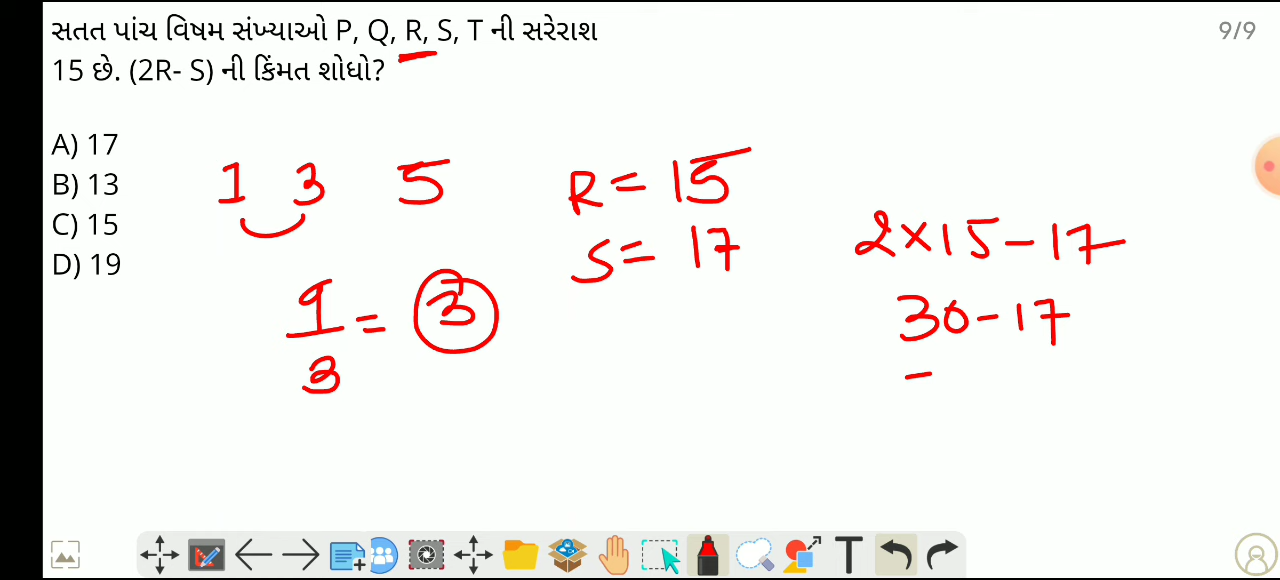 સતત પાંચ વિષમ સંખ્યાઓ P, Q, R, S, T ની સરેરાશ
9/9
15 છે. (2R- S) ની કિંમત શોધો?
A) 17
B) 13
C) 15
D) 19
1 3 5
9/3 = 3
R = 15
S = 17
2×15-17
30-17
T